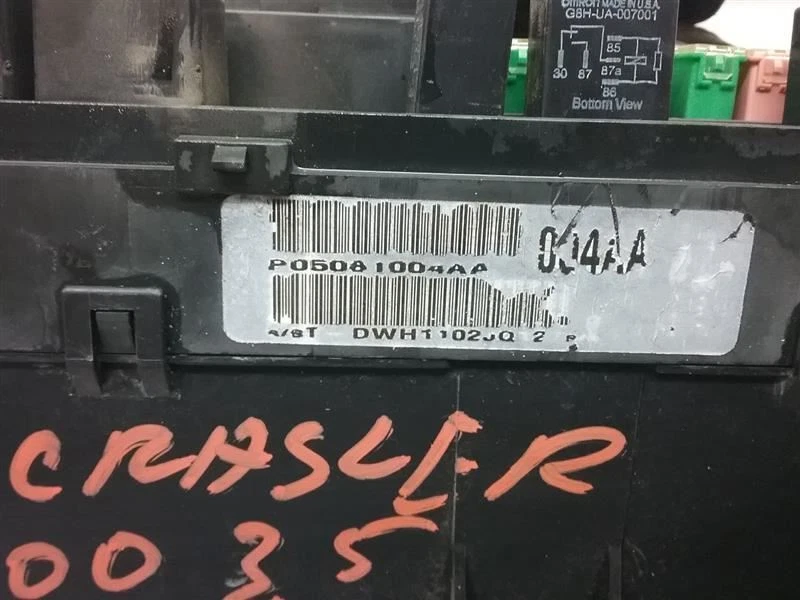 OMRON MADE IN U.S.A.
G8H-UA-007001
85
30 87 87a
86
Bottom View
P05081004AA
004AA
DWH1102JQ 2
CRASLER
00 3.5